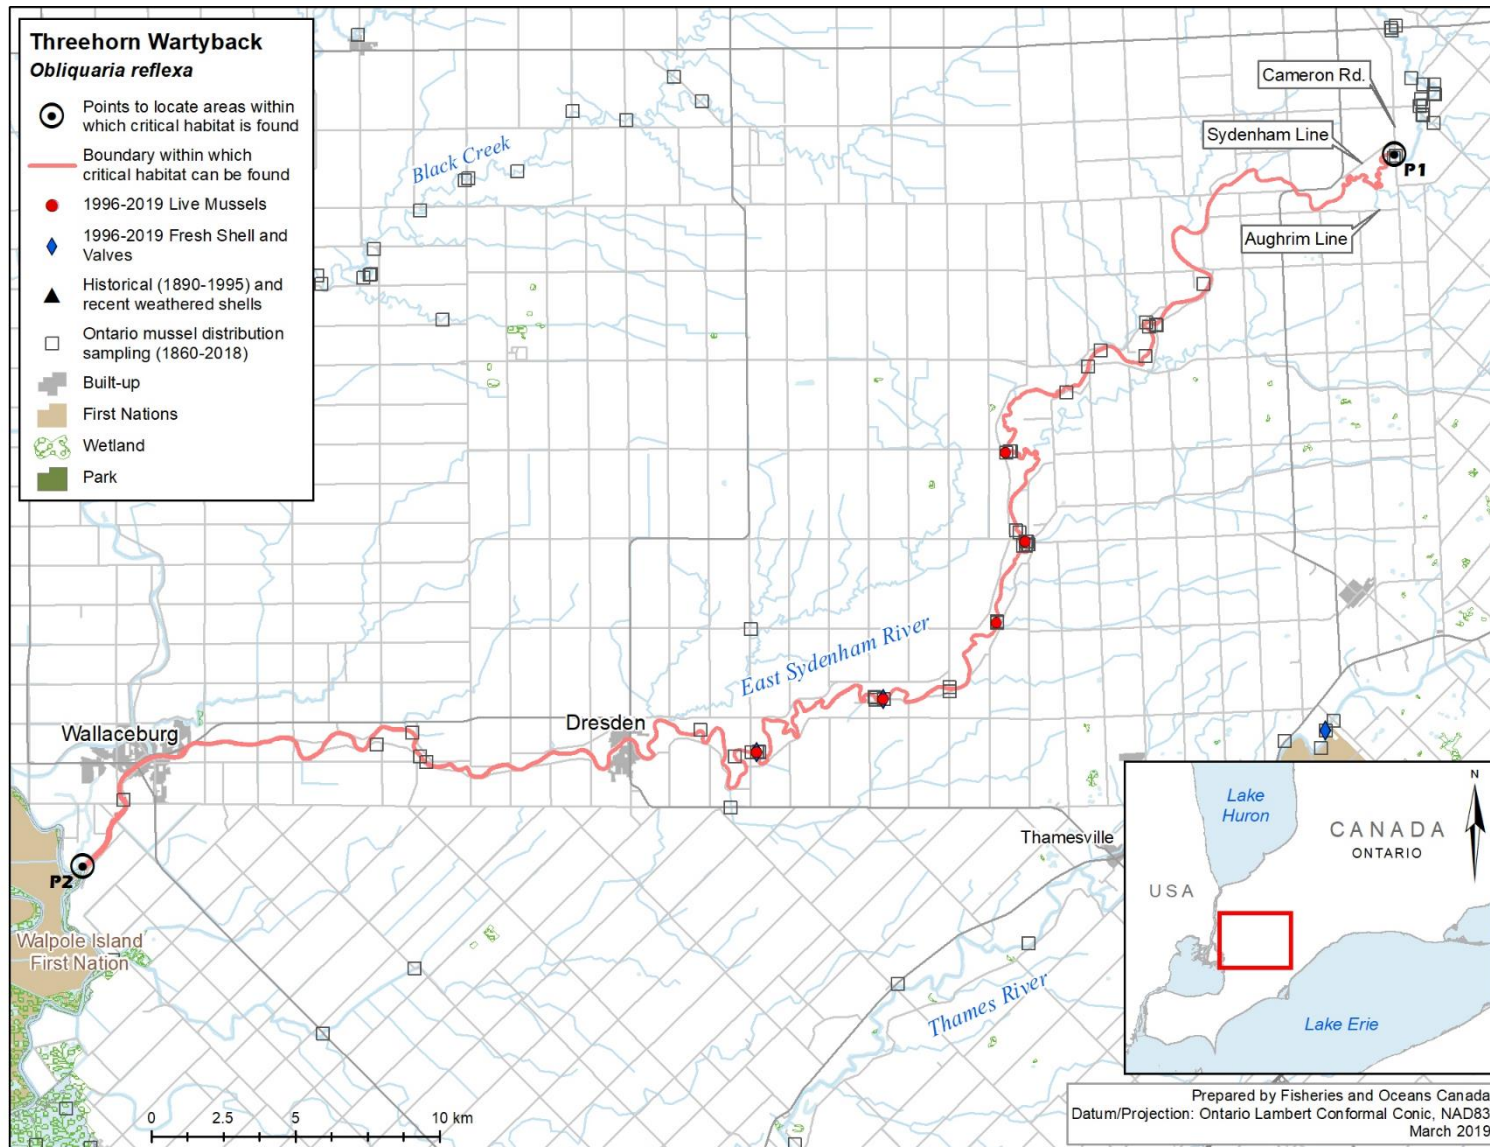 Threehorn Wartyback
Obliquaria reflexa
Points to locate areas within
which critical habitat is found
Boundary within which
critical habitat can be found
1996-2019 Live Mussels
1996-2019 Fresh Shell and
Valves
Historical (1890-1995) and
recent weathered shells
Ontario mussel distribution
sampling (1860-2018)
Built-up
First Nations
Wetland
Park
Cameron Rd.
Sydenham Line
P1
Aughrim Line
Black Creek
East Sydenham River
Wallaceburg
Dresden
Thamesville
P2
Walpole Island
First Nation
Thames River
N
Lake
Huron
CANADA
ONTARIO
USA
Lake Erie
0 2.5 5 10 km
Prepared by Fisheries and Oceans Canada
Datum/Projection: Ontario Lambert Conformal Conic, NAD83
March 2019